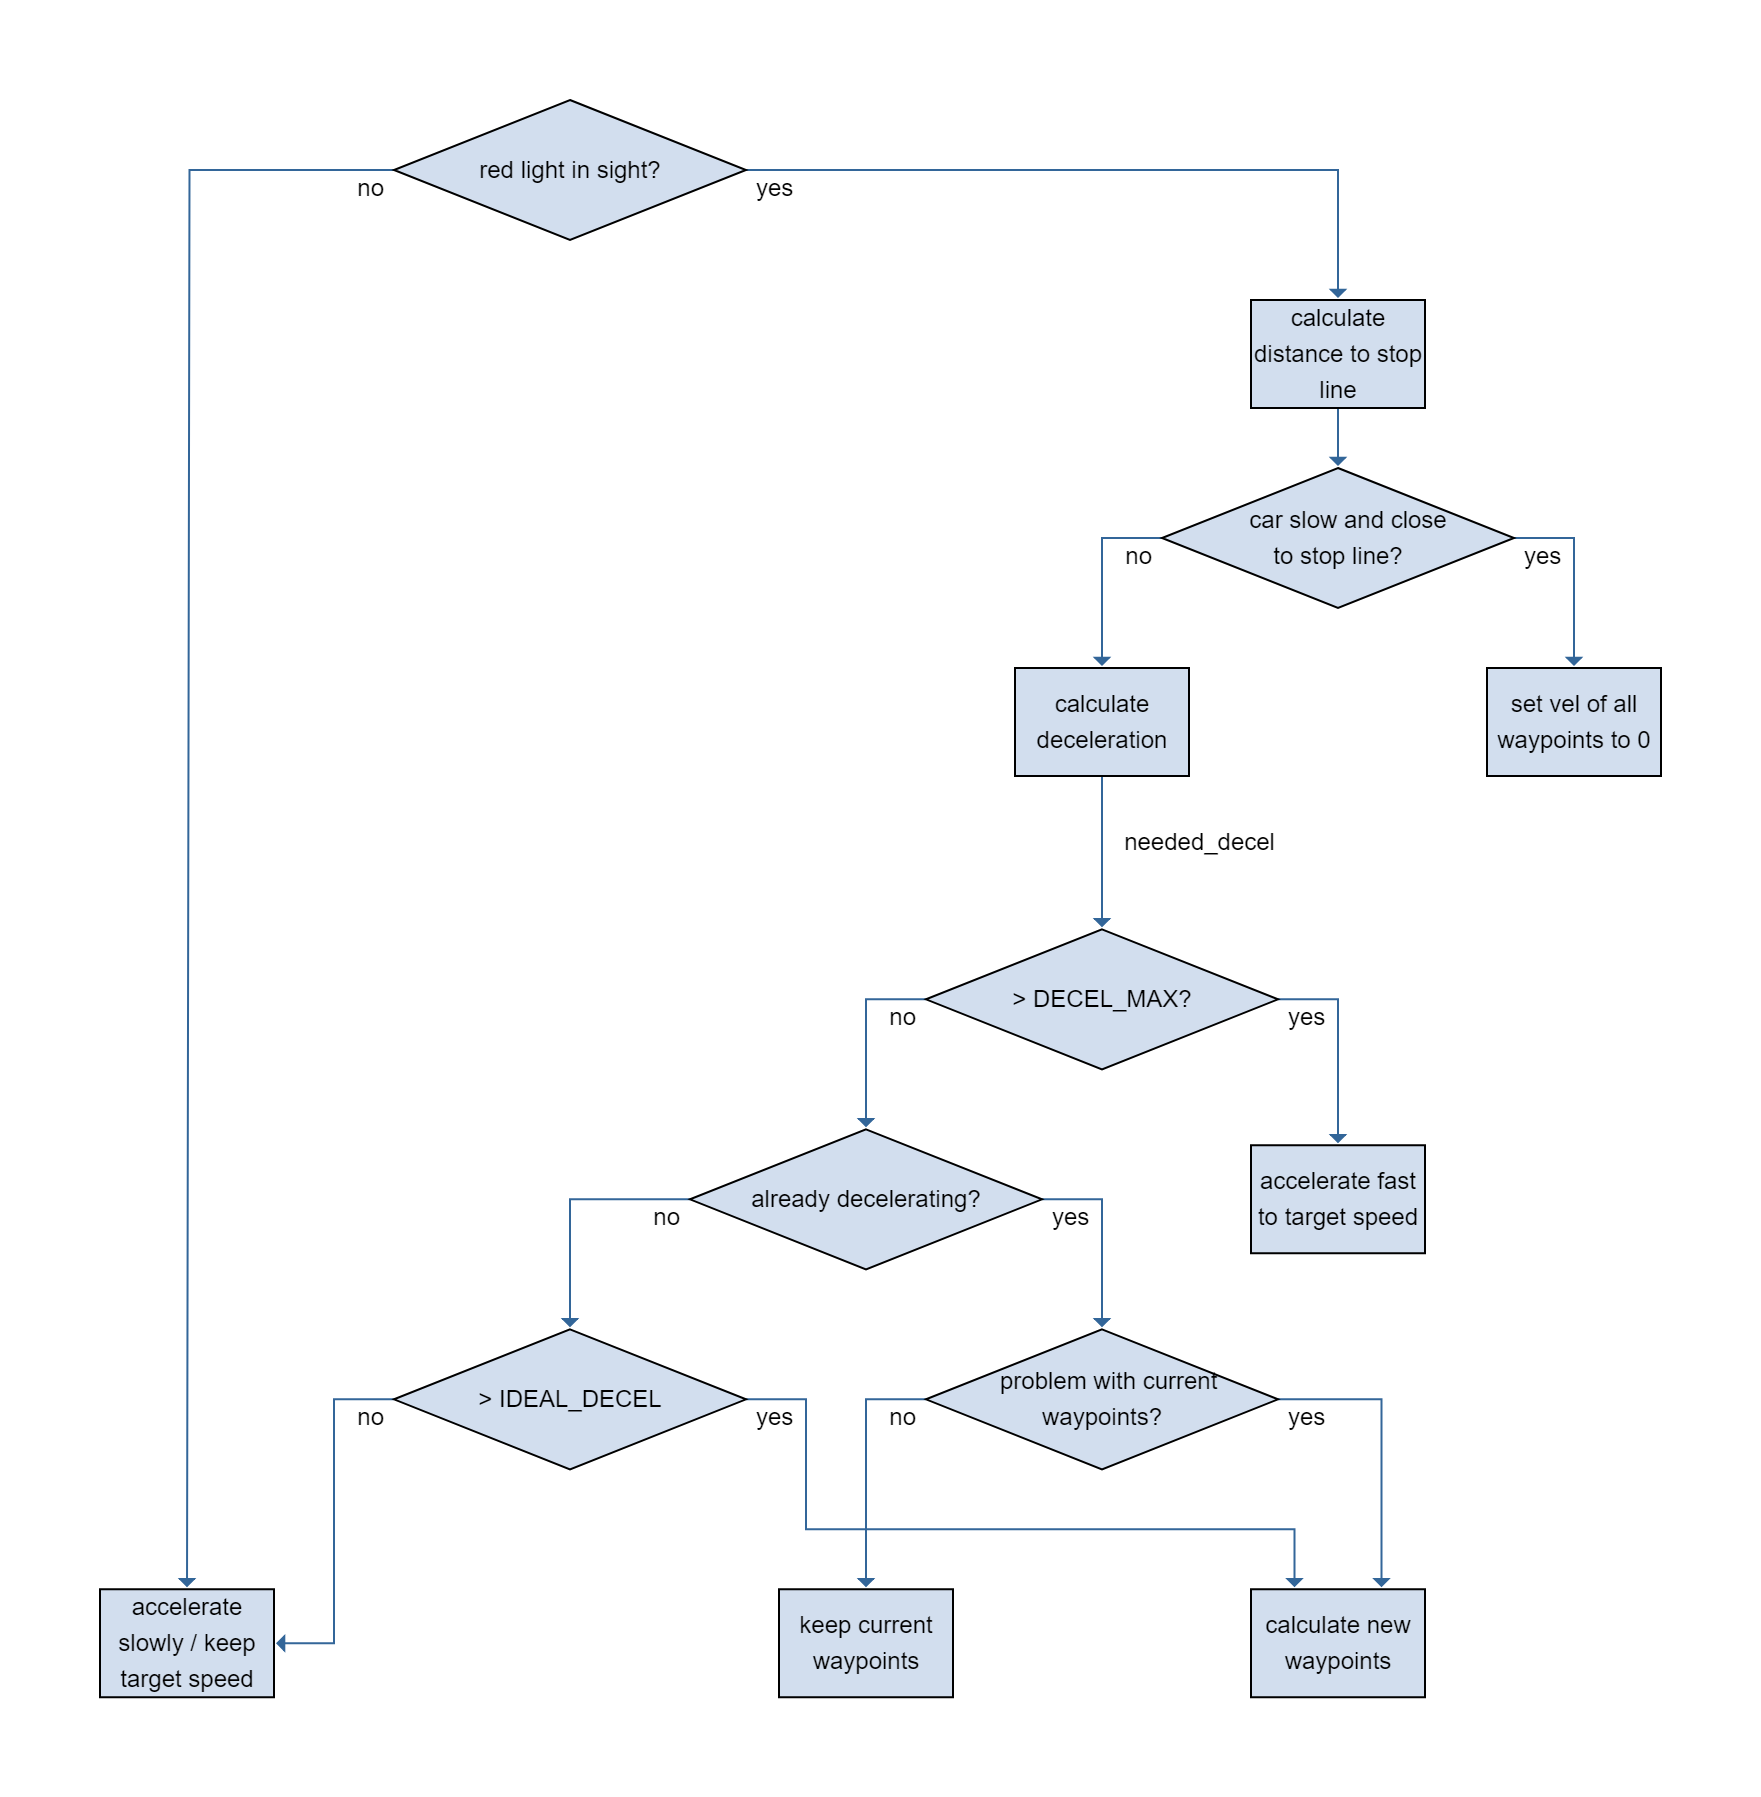 red light in sight?
no
yes
calculate
distance to stop
line
car slow and close
to stop line?
no
yes
calculate
deceleration
set vel of all
waypoints to 0
needed_decel
> DECEL_MAX?
no
yes
already decelerating?
no
yes
accelerate fast
to target speed
> IDEAL_DECEL
no
yes
problem with current
waypoints?
no
yes
accelerate
slowly / keep
target speed
keep current
waypoints
calculate new
waypoints